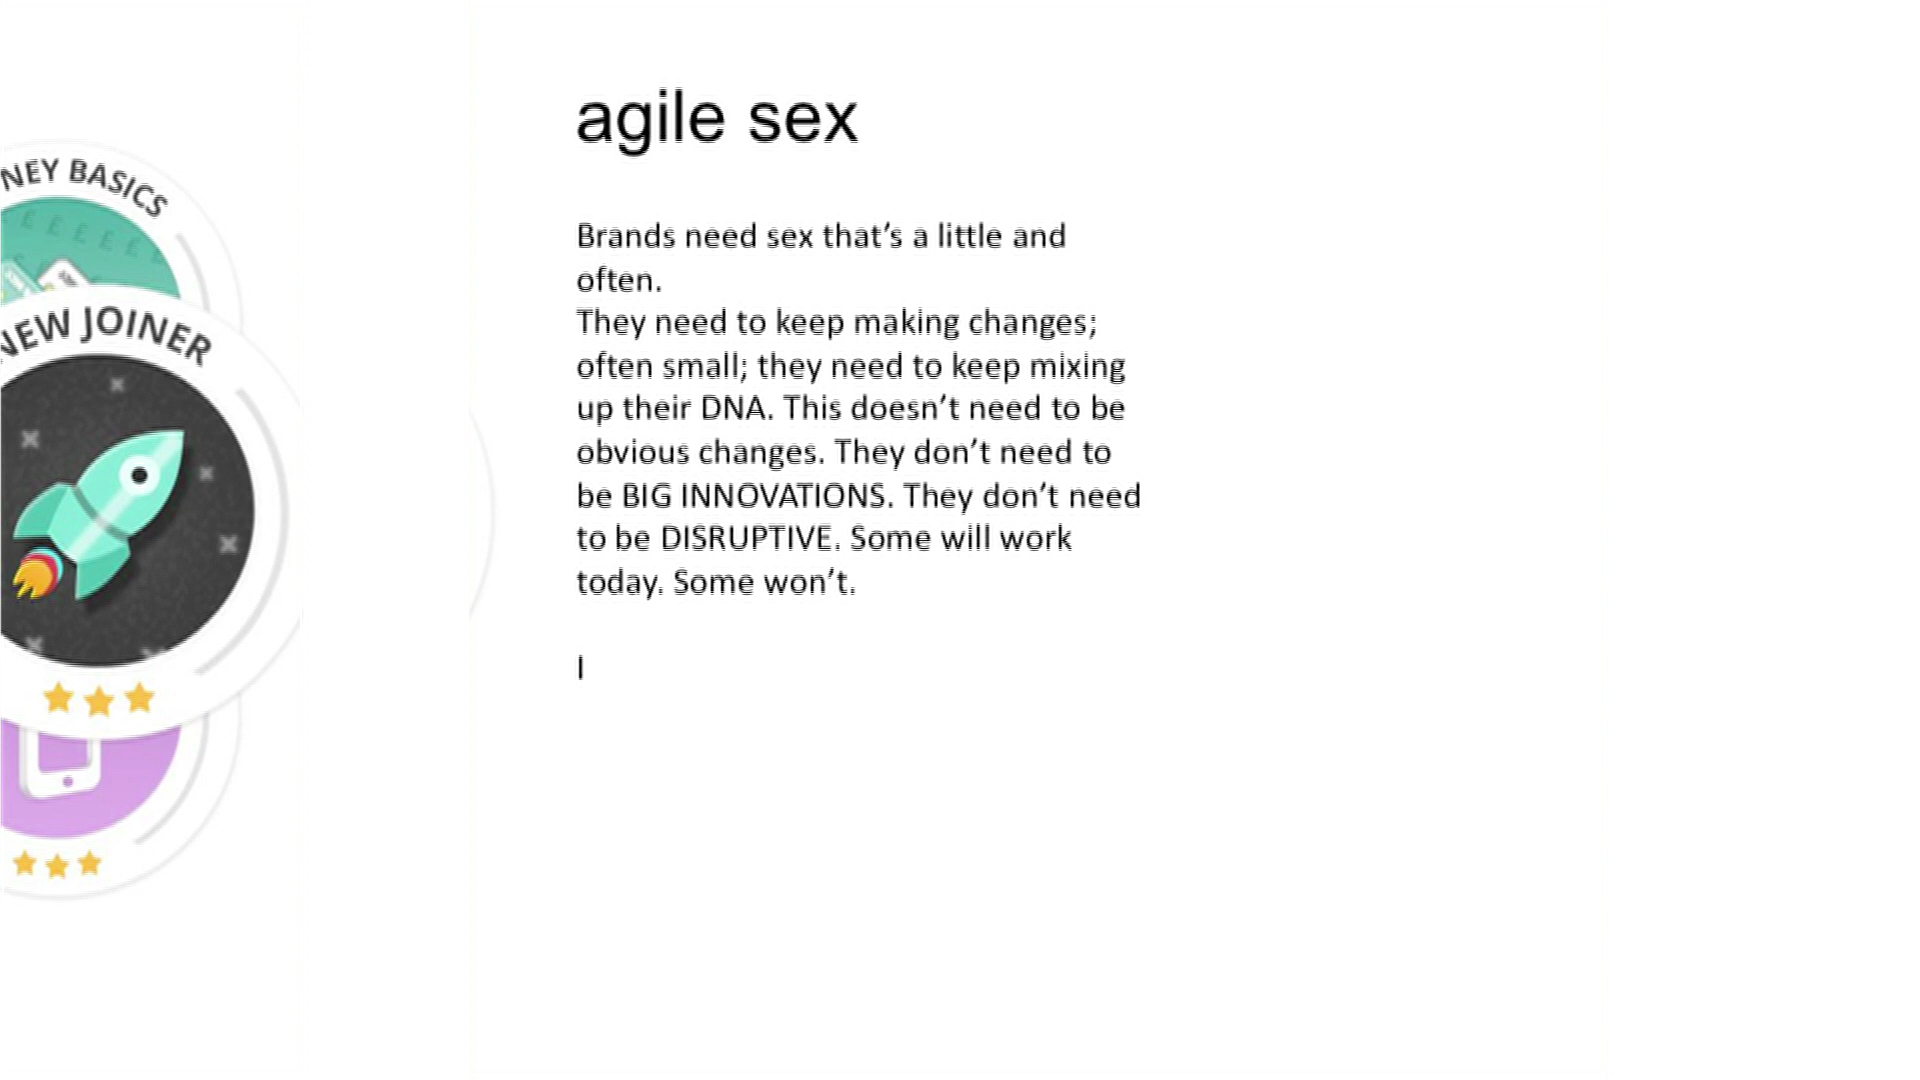 NEY BASICS
NEW JOINER
agile sex
Brands need sex that’s a little and
often.
They need to keep making changes;
often small; they need to keep mixing
up their DNA. This doesn’t need to be
obvious changes. They don’t need to
be BIG INNOVATIONS. They don’t need
to be DISRUPTIVE. Some will work
today. Some won’t.
I